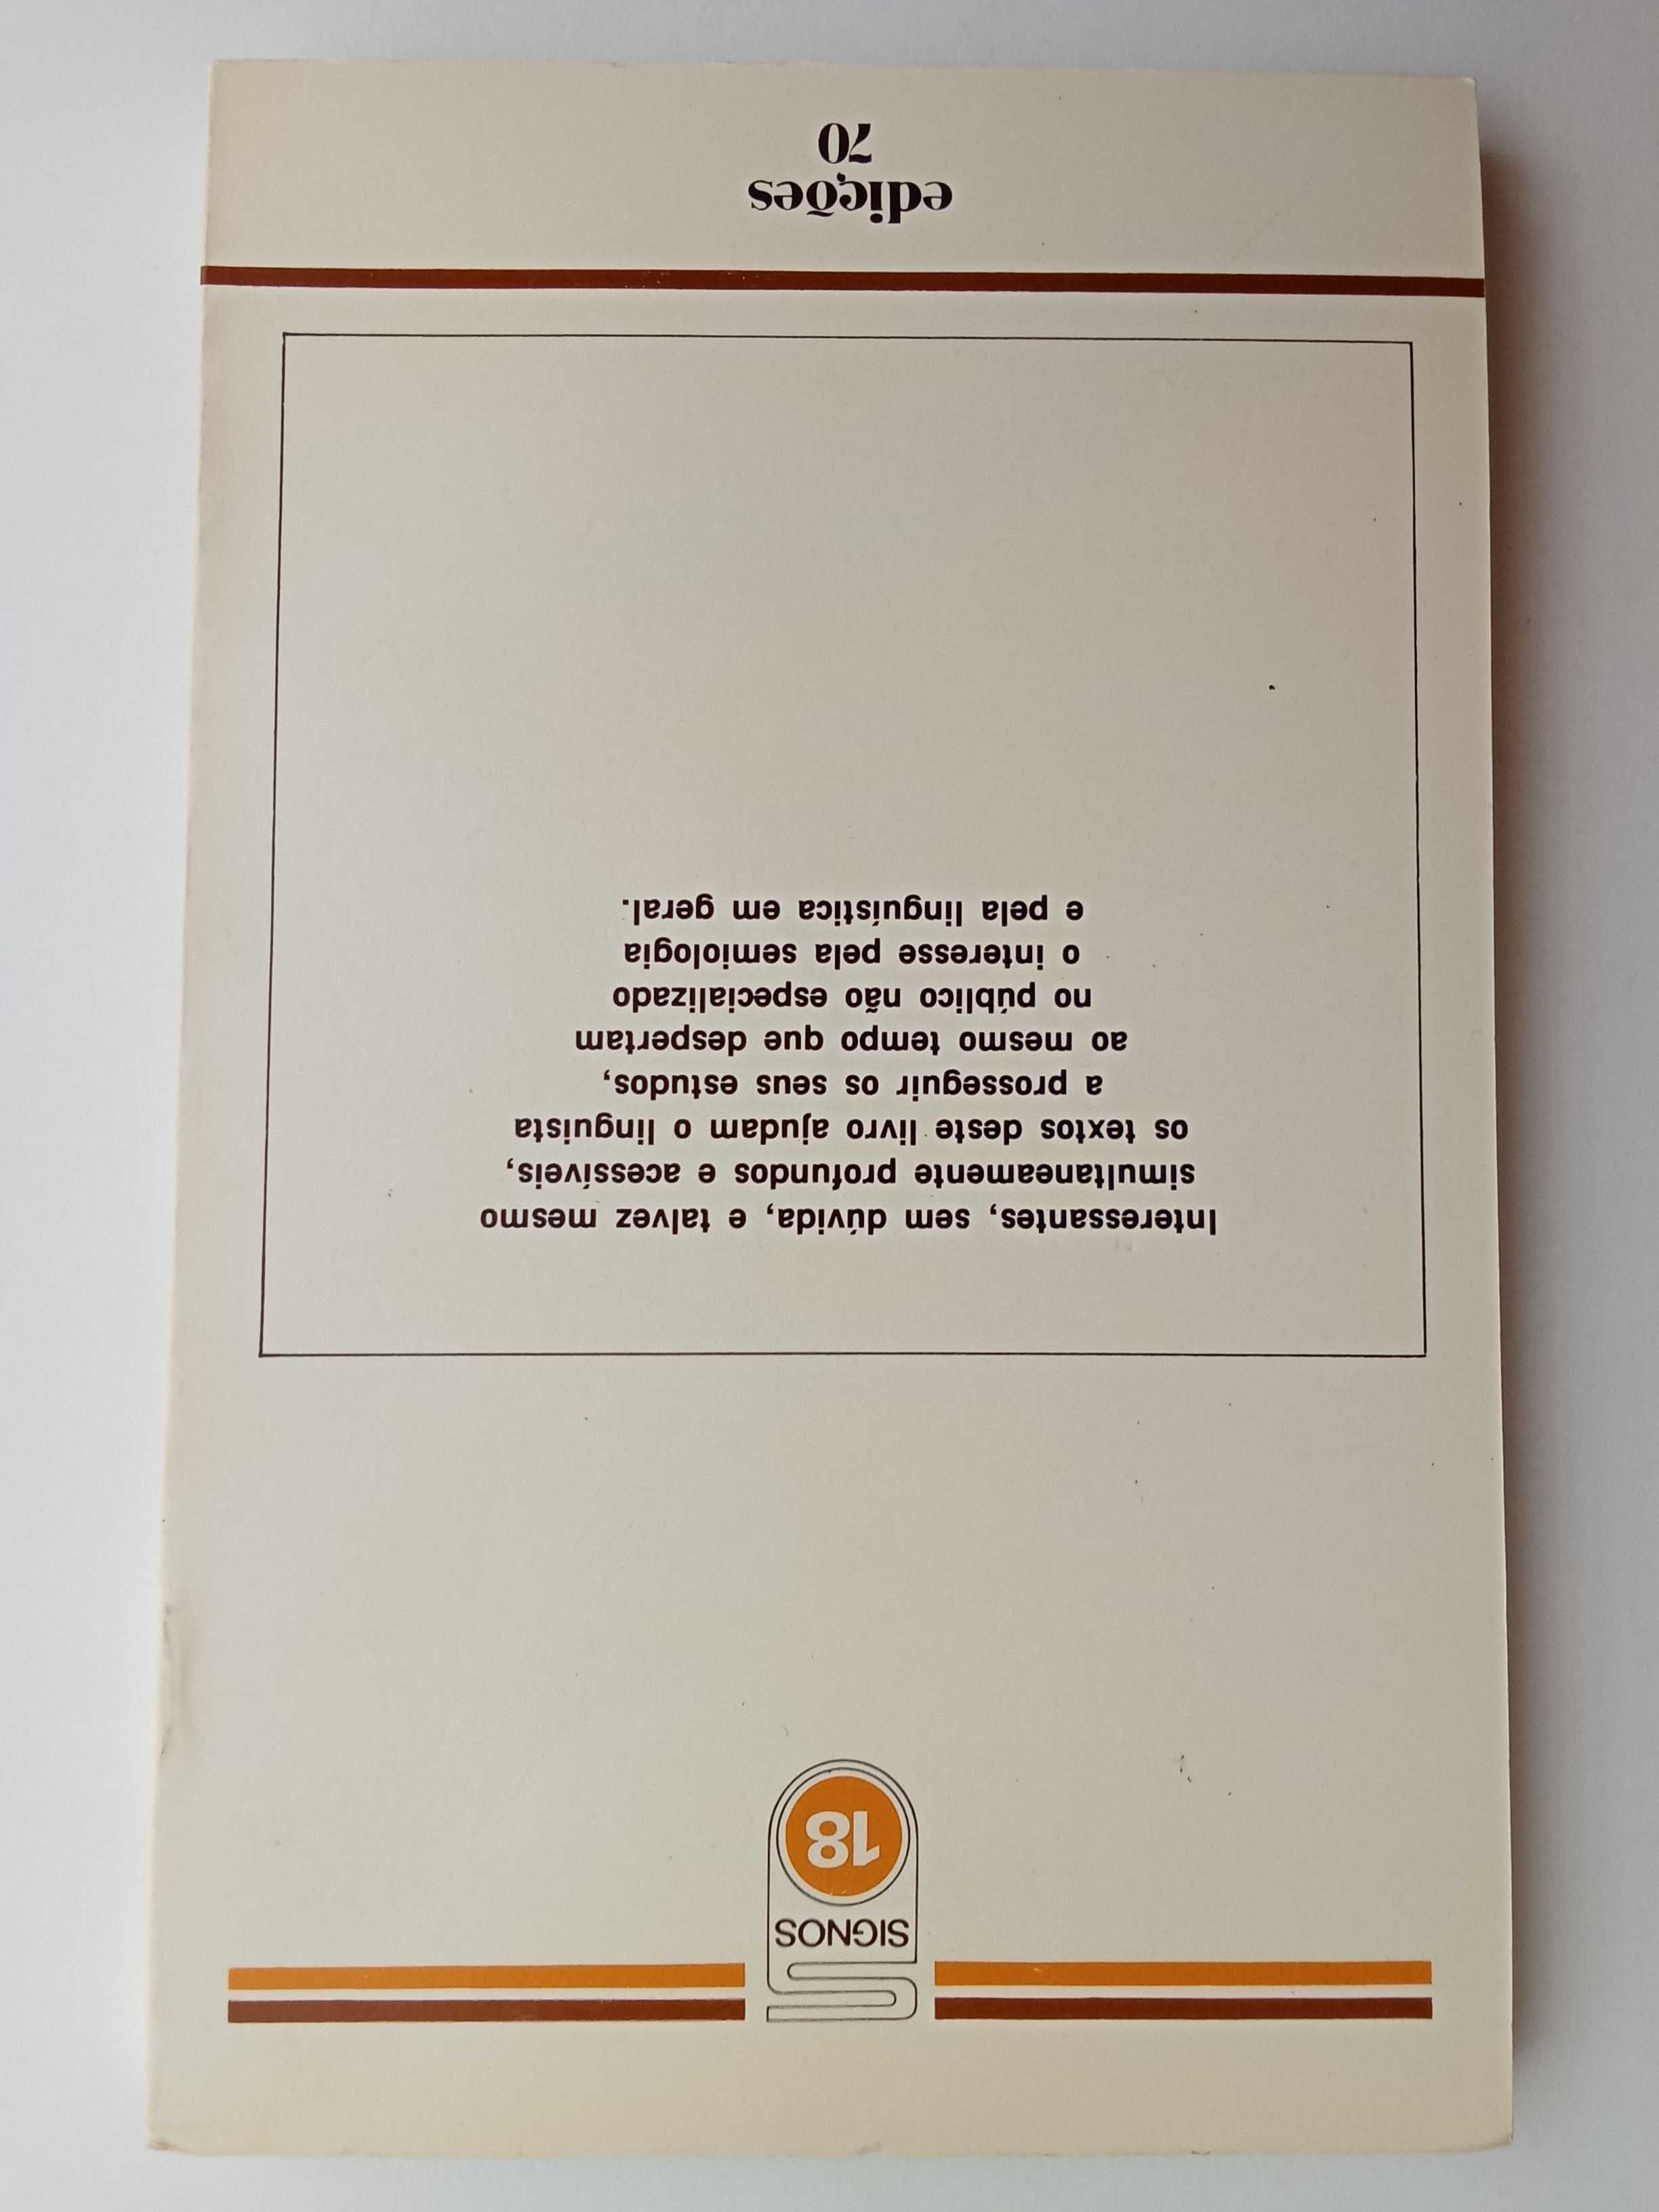 SIGNOS
18
Interessantes, sem dúvida, e talvez mesmo
simultaneamente profundos e acessíveis,
os textos deste livro ajudam o linguista
a prosseguir os seus estudos,
ao mesmo tempo que despertam
no público não especializado
o interesse pela semiologia
e pela linguística em geral.
edições
70